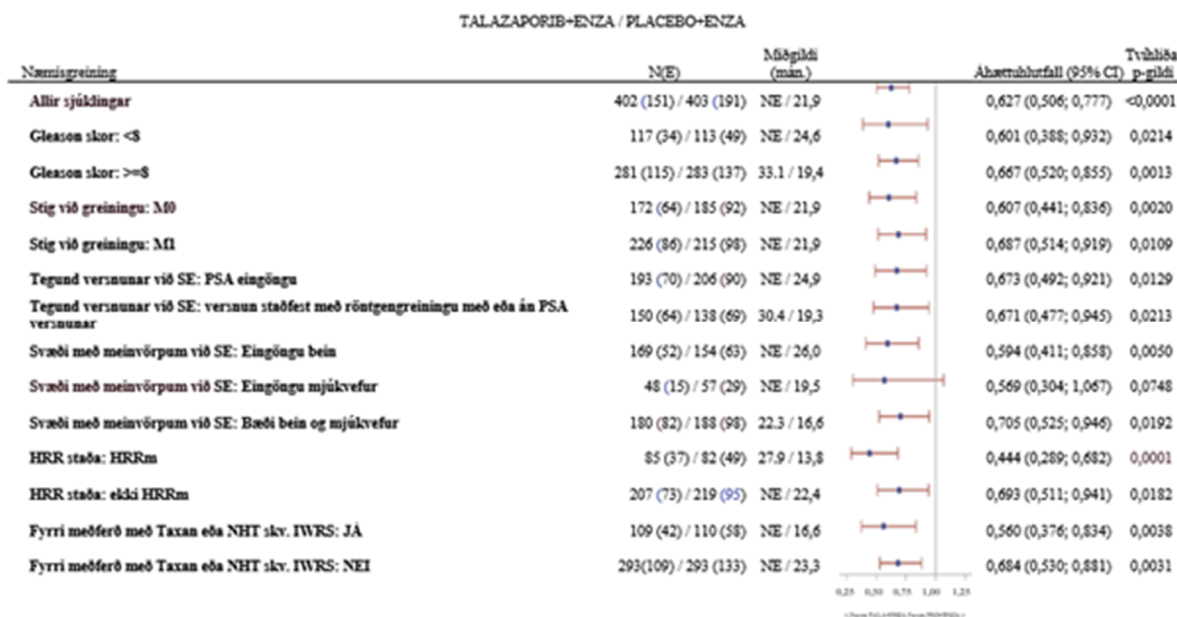 TALAZAPORIB+ENZA / PLACEBO+ENZA
Næmisgreining N(E) Miðgildi (mán.) Áhættuhlutfall (95% CI) Tvíhliða p-gildi
Allir sjúklingar 402 (151) / 403 (191) NE / 21,9 0,627 (0,506; 0,777) <0,0001
Gleason skor: <8 117 (34) / 113 (49) NE / 24,6 0,601 (0,388; 0,932) 0,0214
Gleason skor: >=8 281 (115) / 283 (137) 33.1 / 19,4 0,667 (0,520; 0,855) 0,0013
Stig við greiningu: M0 172 (64) / 185 (92) NE / 21,9 0,607 (0,441; 0,836) 0,0020
Stig við greiningu: M1 226 (86) / 215 (98) NE / 21,9 0,687 (0,514; 0,919) 0,0109
Tegund versnunar við SE: PSA eingöngu 193 (70) / 206 (90) NE / 24,9 0,673 (0,492; 0,921) 0,0129
Tegund versnunar við SE: versnun staðfest með röntgengreiningu með eða án PSA
versnunar 150 (64) / 138 (69) 30.4 / 19,3 0,671 (0,477; 0,945) 0,0213
Svæði með meinvörpum við SE: Eingöngu bein 169 (52) / 154 (63) NE / 26,0 0,594 (0,411; 0,858) 0,0050
Svæði með meinvörpum við SE: Eingöngu mjúkvefur 48 (15) / 57 (29) NE / 19,5 0,569 (0,304; 1,067) 0,0748
Svæði með meinvörpum við SE: Bæði bein og mjúkvefur 180 (82) / 188 (98) 22.3 / 16,6 0,705 (0,525; 0,946) 0,0192
HRR staða: HRRm 85 (37) / 82 (49) 27.9 / 13,8 0,444 (0,289; 0,682) 0,0001
HRR staða: ekki HRRm 207 (73) / 219 (95) NE / 22,4 0,693 (0,511; 0,941) 0,0182
Fyrri meðferð með Taxan eða NHT skv. IWRS: JÁ 109 (42) / 110 (58) NE / 16,6 0,560 (0,376; 0,834) 0,0038
Fyrri meðferð með Taxan eða NHT skv. IWRS: NEI 293(109) / 293 (133) NE / 23,3 0,684 (0,530; 0,881) 0,0031
0,25 0,50 0,75 1,00 1,25